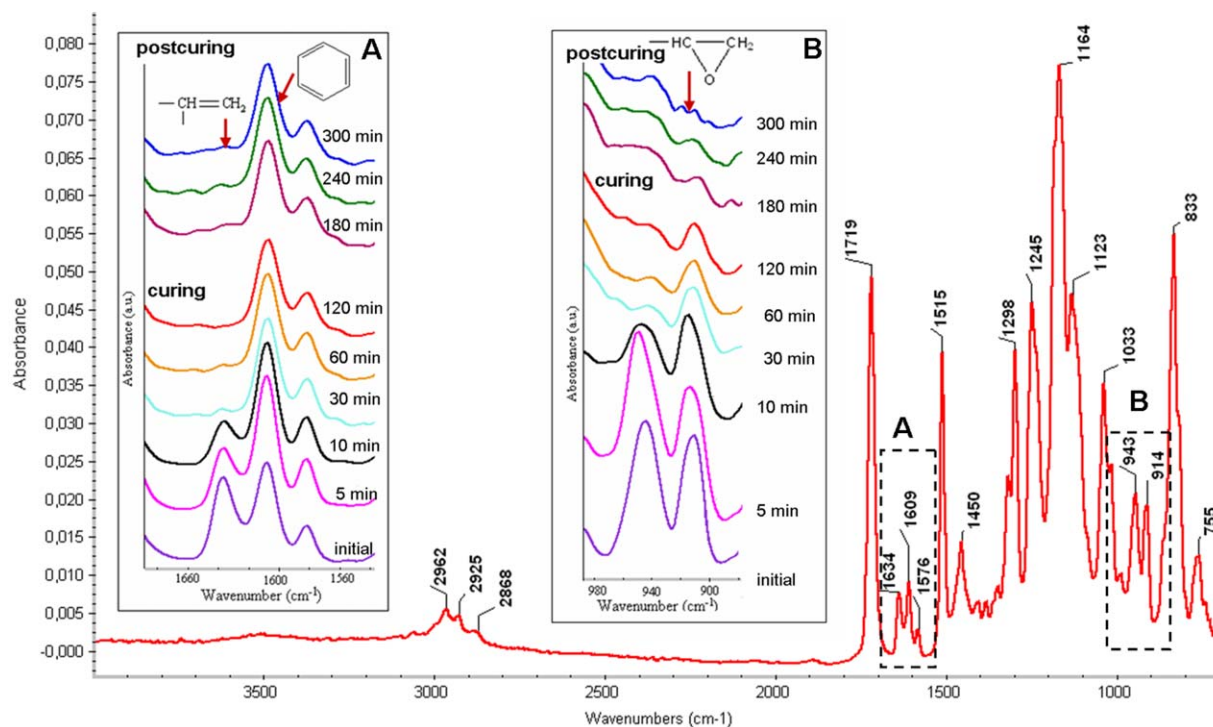 0,080
0,075
0,070
0,065
0,060
0,055
0,050
0,045
0,040
0,035
0,030
0,025
0,020
0,015
0,010
0,005
-0,000
Absorbance
3500
3000
2500
2000
1500
1000
Wavenumbers (cm-1)
A
postcuring
—CH=CH₂
300 min
240 min
180 min
curing
120 min
60 min
30 min
10 min
5 min
initial
Absorbance (a.u.)
1660
1600
1560
Wavenumber (cm⁻¹)
B
postcuring
—HC
CH₂
O
300 min
240 min
curing
180 min
120 min
60 min
30 min
10 min
5 min
initial
Absorbance (a.u.)
980
940
900
Wavenumber (cm⁻¹)
2962
2925
2868
1719
A
1634
1609
1576
1515
1450
1298
1245
1164
1123
1033
B
943
914
833
755